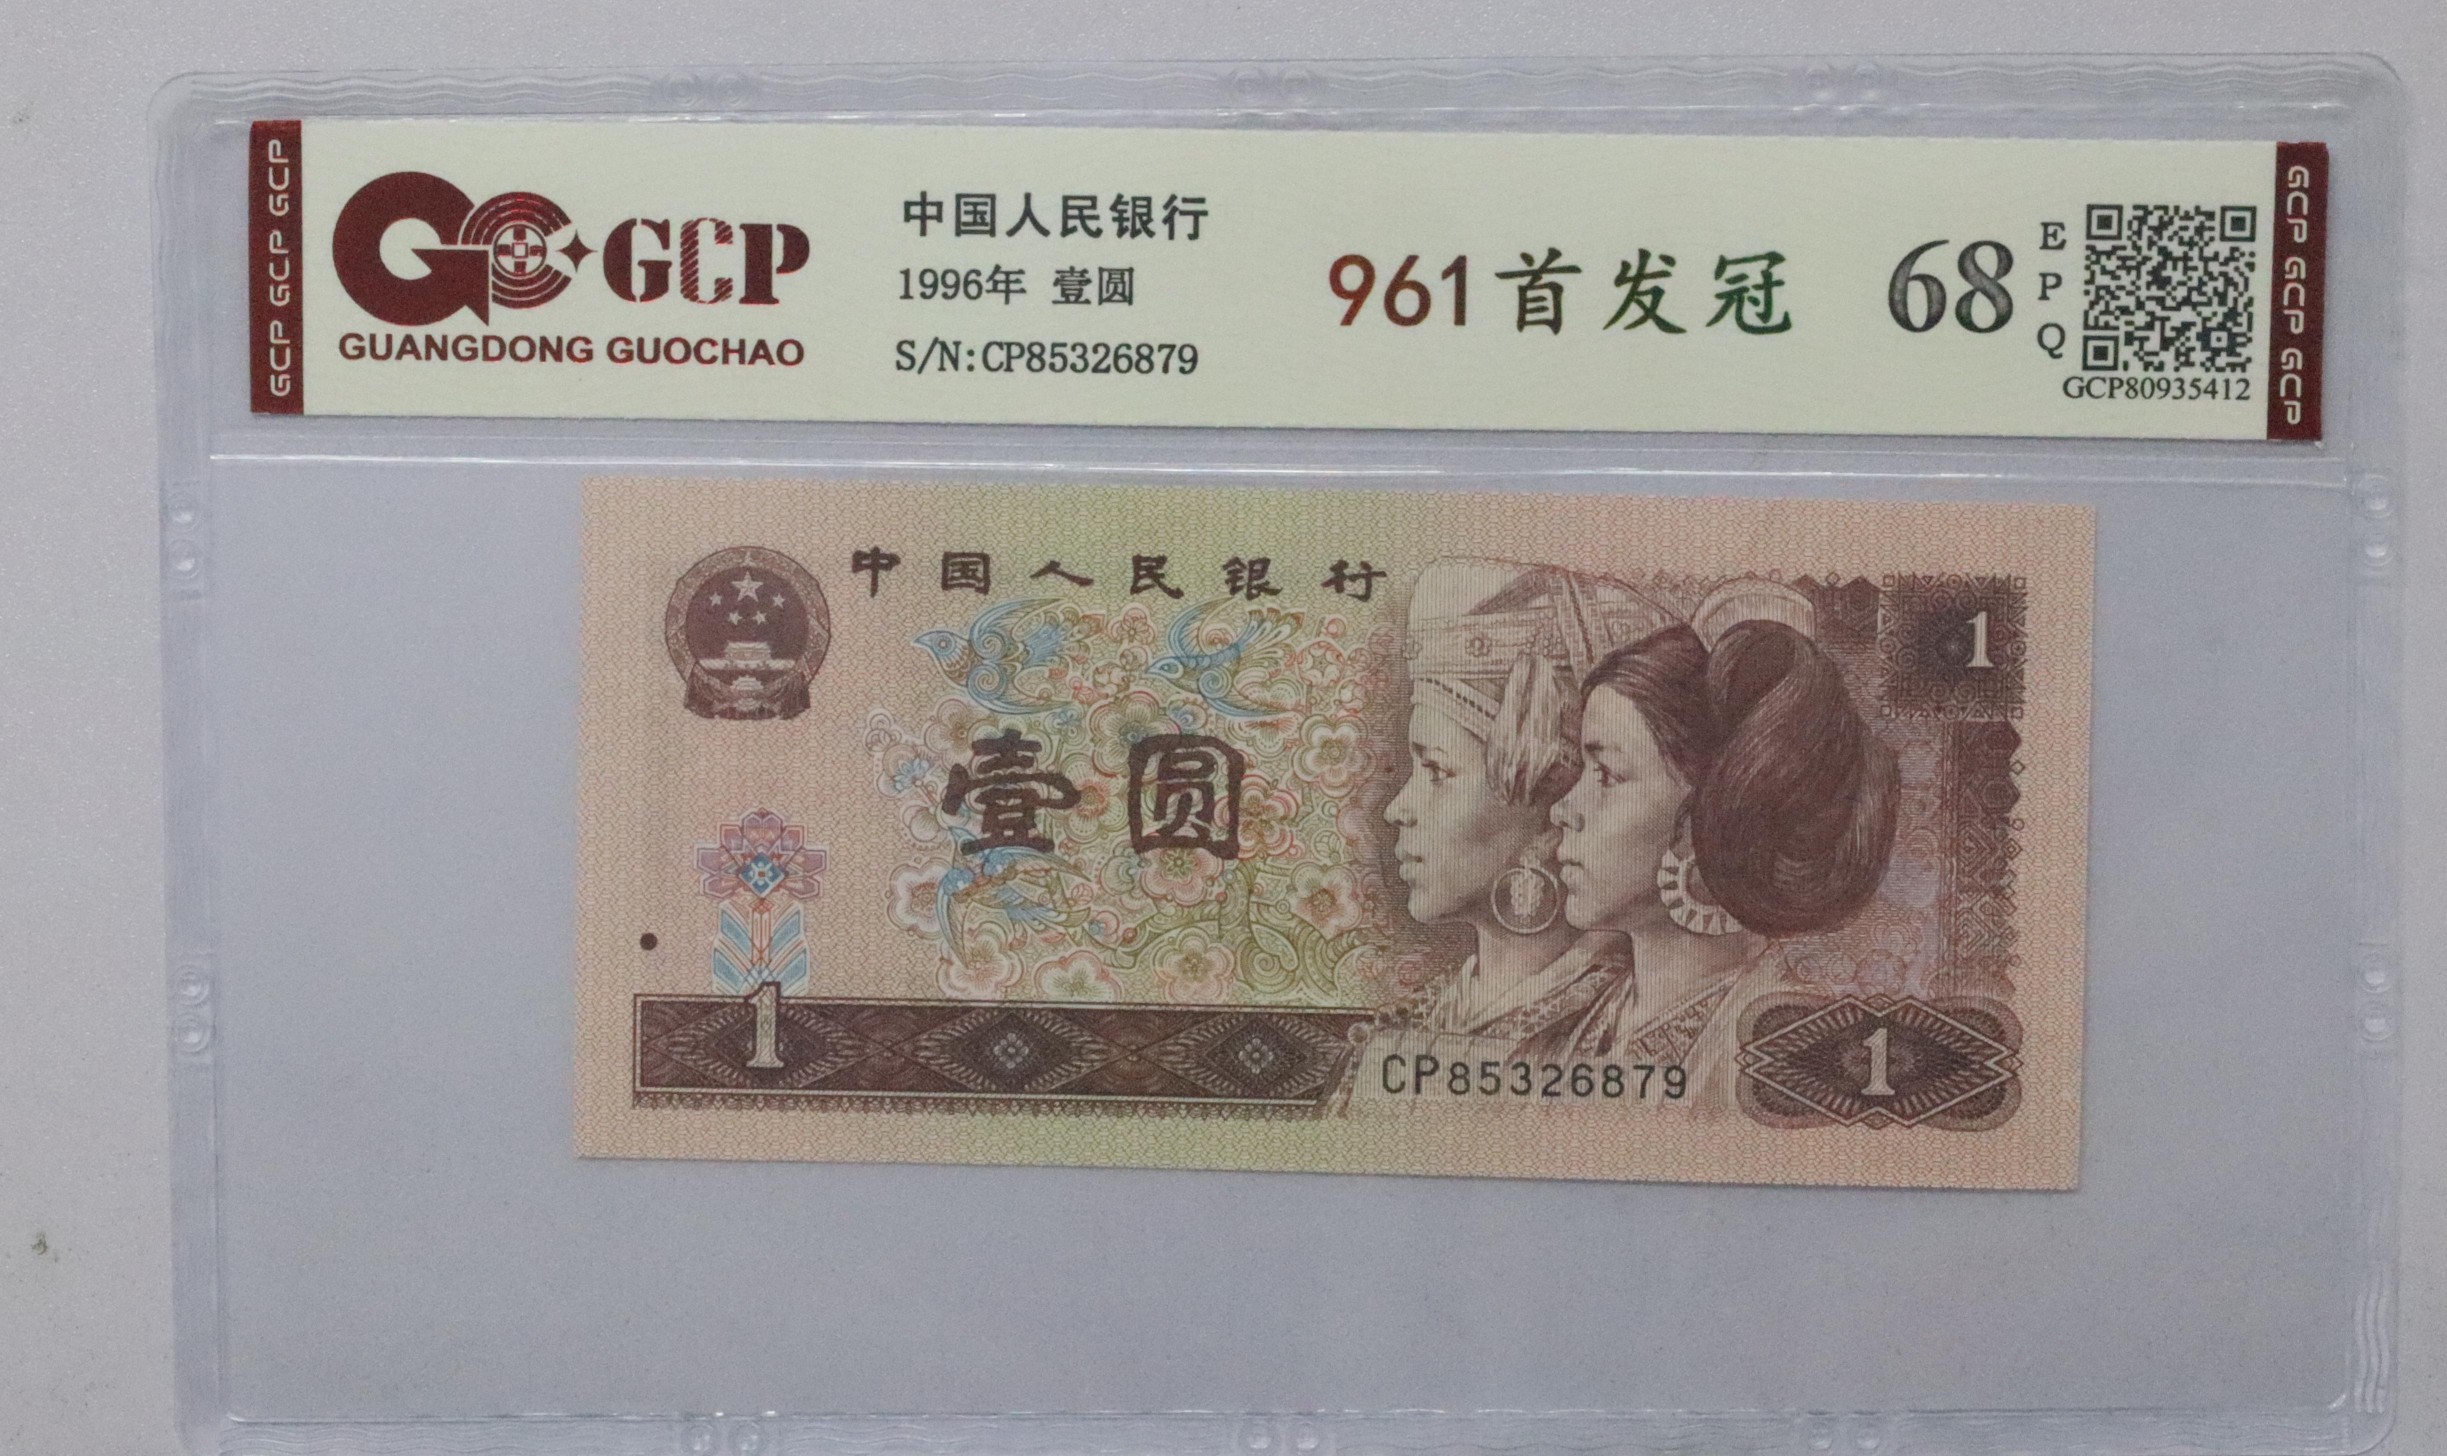 GCP GCP GCP
GCP
GUANGDONG GUOCHAO
中国人民银行
1996年 壹圆
S/N:CP85326879
961首发冠
68
E
P
Q
GCP80935412
GCP GCP GCP
中国人民银行
1
壹圆
1
CP85326879
1